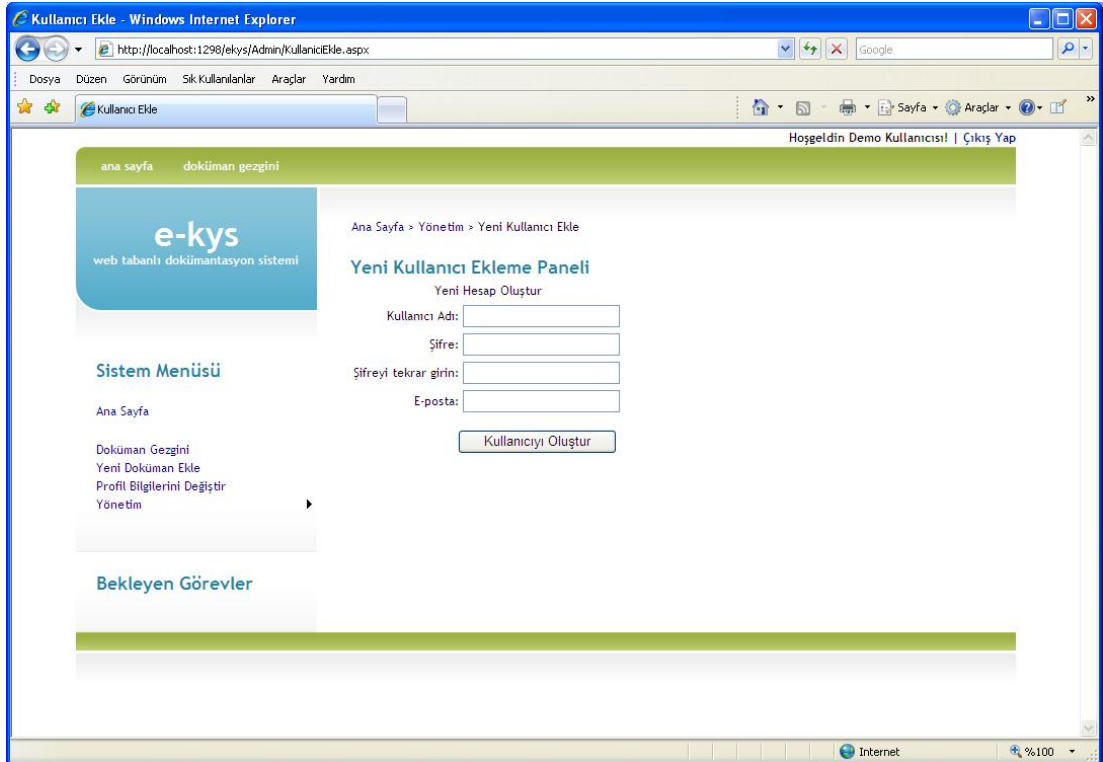 Kullanıcı Ekle - Windows Internet Explorer
http://localhost:1298/ekys/Admin/KullaniciEkle.aspx
Google
Dosya Düzen Görünüm Sık Kullanılanlar Araçlar Yardım
Kullanıcı Ekle
Sayfa Araçlar
Hoşgeldin Demo Kullanıcısı! | Çıkış Yap
ana sayfa doküman gezgini
e-kys
web tabanlı dokümantasyon sistemi
Ana Sayfa > Yönetim > Yeni Kullanıcı Ekle
Yeni Kullanıcı Ekleme Paneli
Yeni Hesap Oluştur
Kullanıcı Adı:
Şifre:
Şifreyi tekrar girin:
E-posta:
Kullanıcıyı Oluştur
Sistem Menüsü
Ana Sayfa
Doküman Gezgini
Yeni Doküman Ekle
Profil Bilgilerini Değiştir
Yönetim
Bekleyen Görevler
Internet
%100